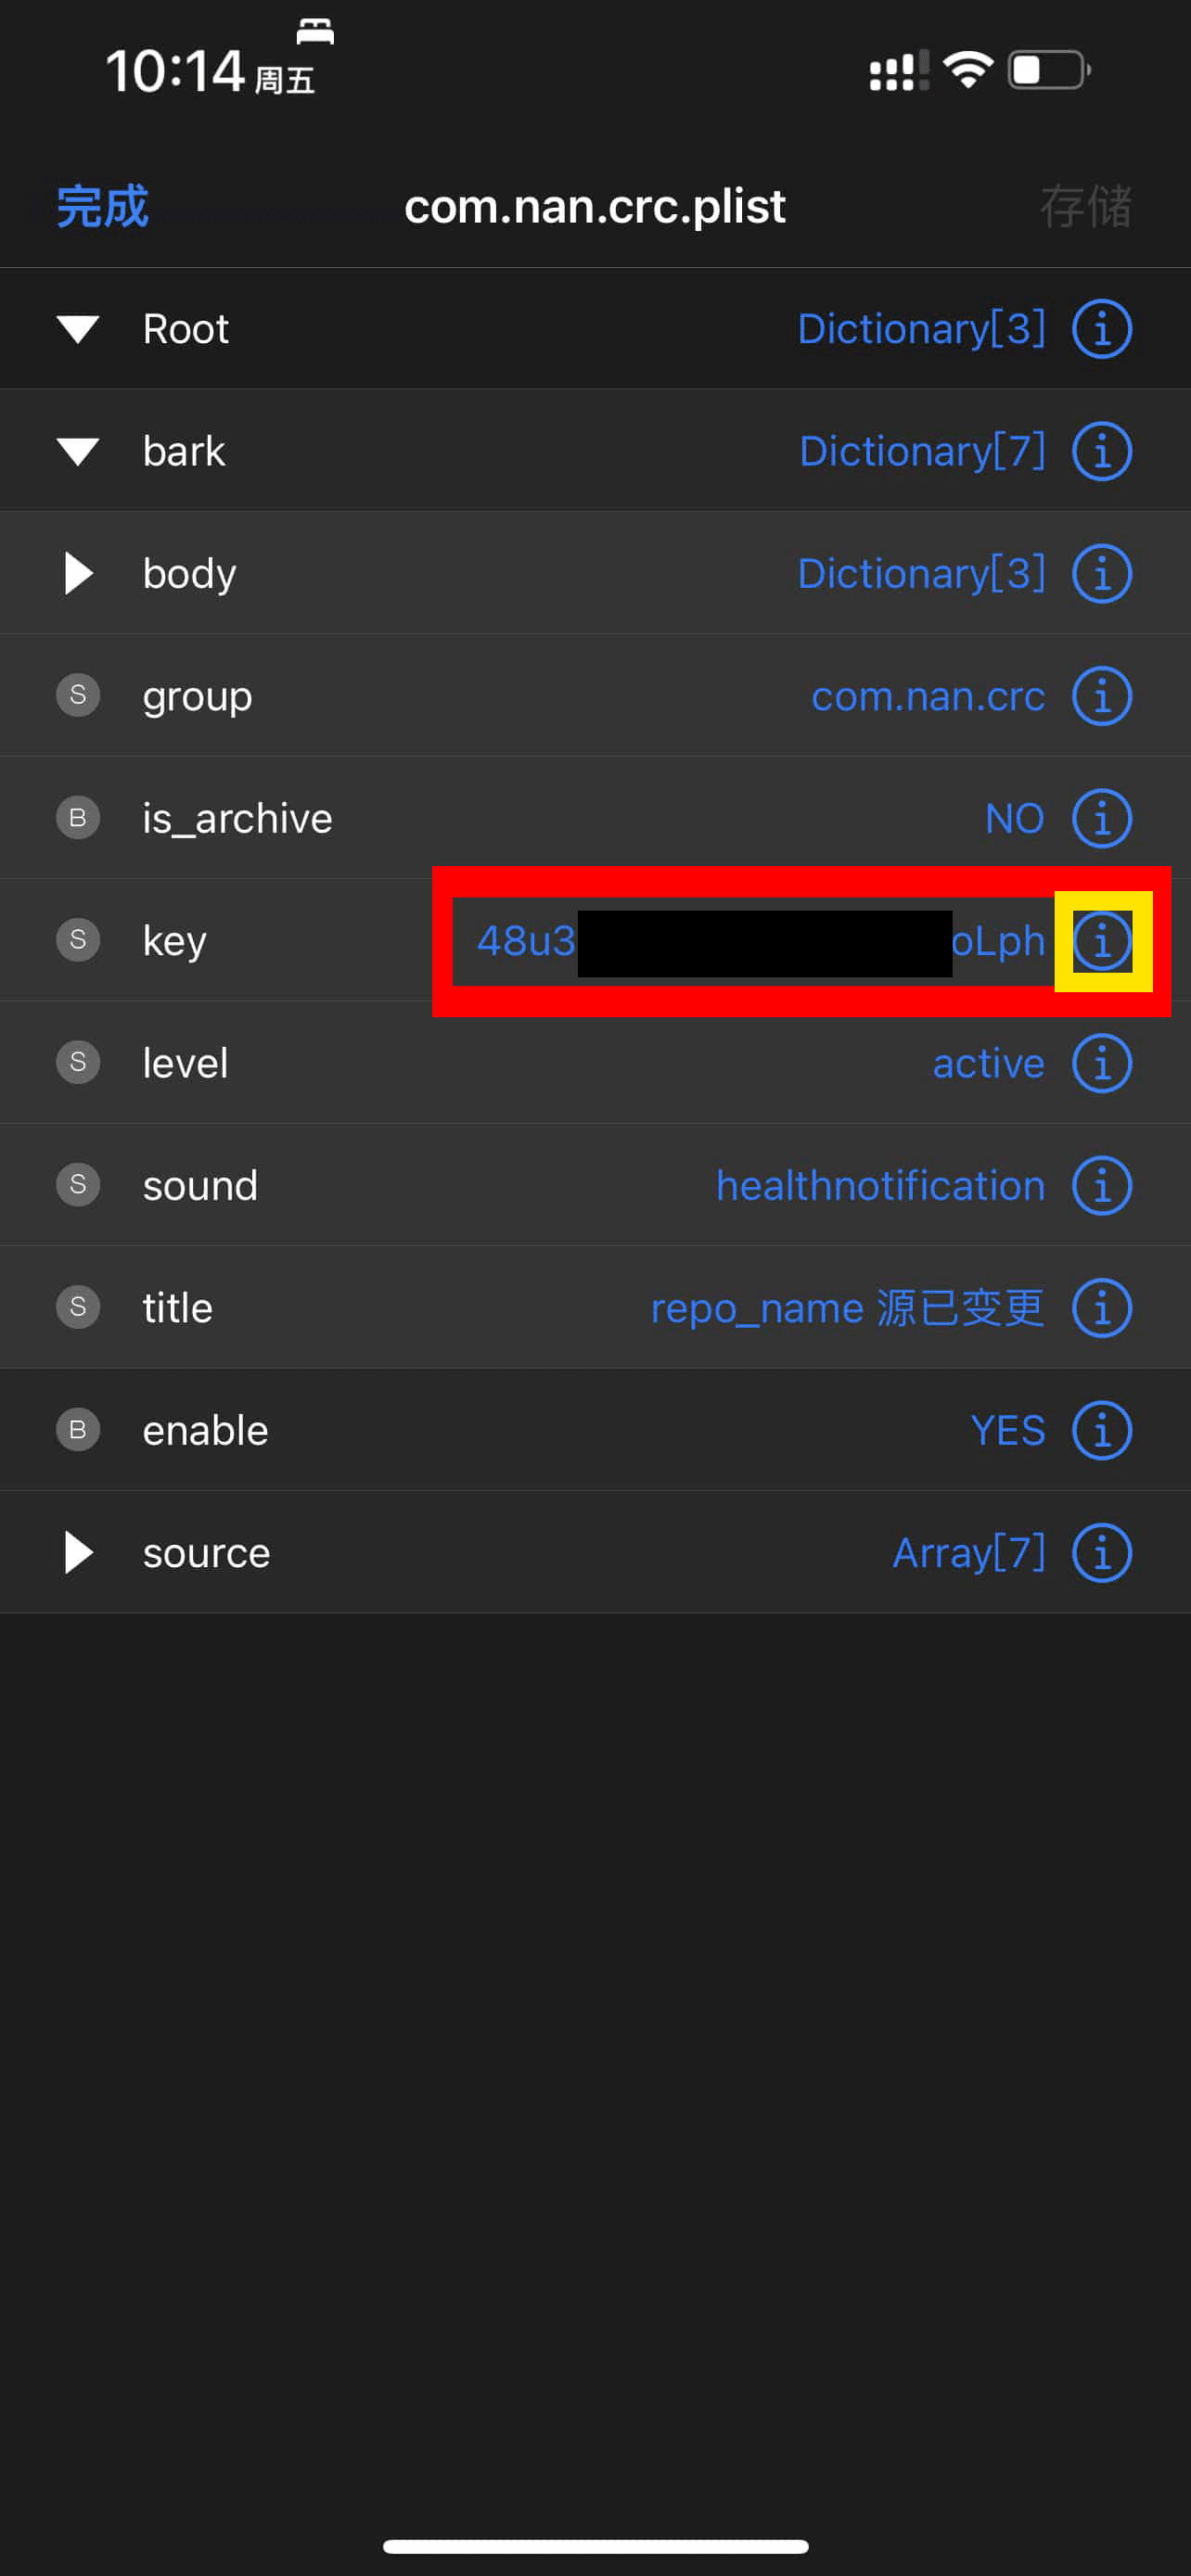 10:14 周五
完成 com.nan.crc.plist 存储
Root Dictionary[3]
bark Dictionary[7]
body Dictionary[3]
S group com.nan.crc
B is_archive NO
S key 48u3 oLph
S level active
S sound healthnotification
S title repo_name 源已变更
B enable YES
source Array[7]